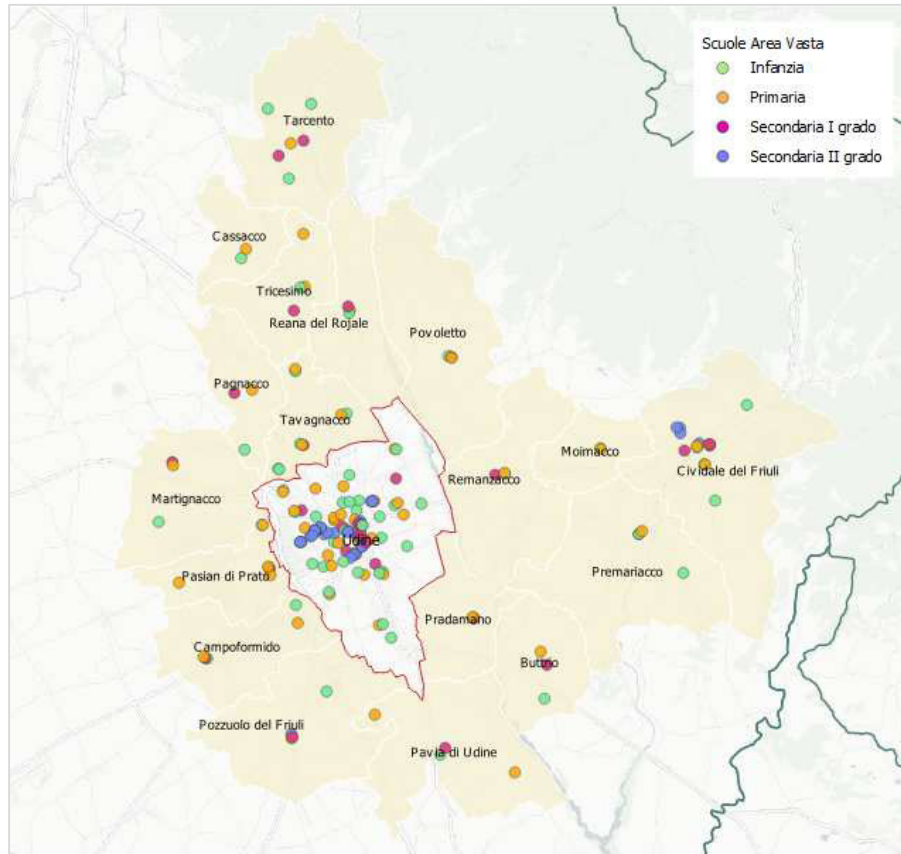 Scuole Area Vasta
Infanzia
Primaria
Secondaria I grado
Secondaria II grado
Tarcento
Cassacco
Tricesimo
Reana del Rojale
Povoletto
Pagnacco
Tavagnacco
Moimacco
Cividale del Friuli
Remanzacco
Martignacco
Udine
Pasian di Prato
Premariacco
Pradamano
Campoformido
Buttrio
Pozzuolo del Friuli
Pavia di Udine